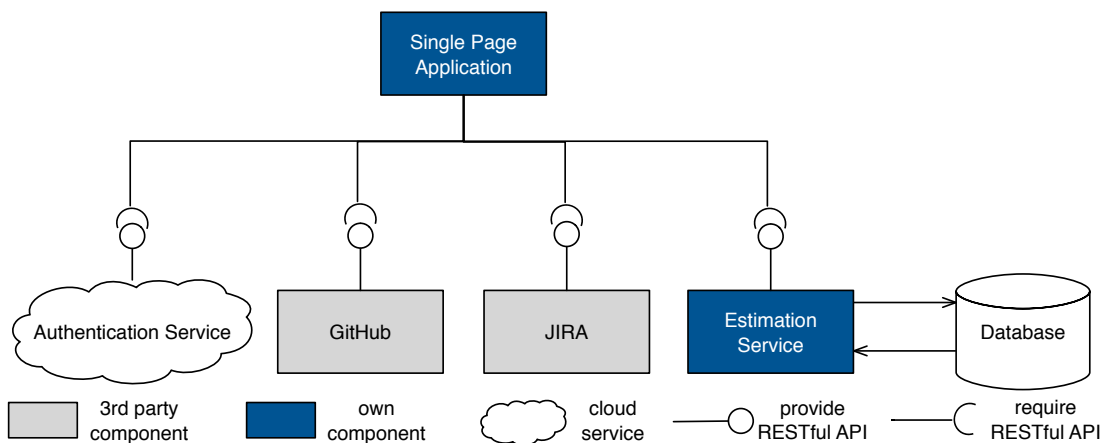 Single Page
Application
Authentication Service
GitHub
JIRA
Estimation
Service
Database
3rd party
component
own
component
cloud
service
provide
RESTful API
require
RESTful API